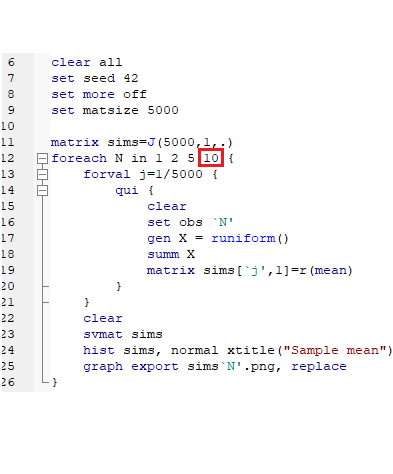 6 clear all
7 set seed 42
8 set more off
9 set matsize 5000
10
11 matrix sims=J(5000,1,.)
12 foreach N in 1 2 5 10 {
13 forval j=1/5000 {
14 qui {
15 clear
16 set obs `N'
17 gen X = runiform()
18 summ X
19 matrix sims[`j',1]=r(mean)
20 }
21 }
22 clear
23 svmat sims
24 hist sims, normal xtitle("Sample mean")
25 graph export sims`N'.png, replace
26 }